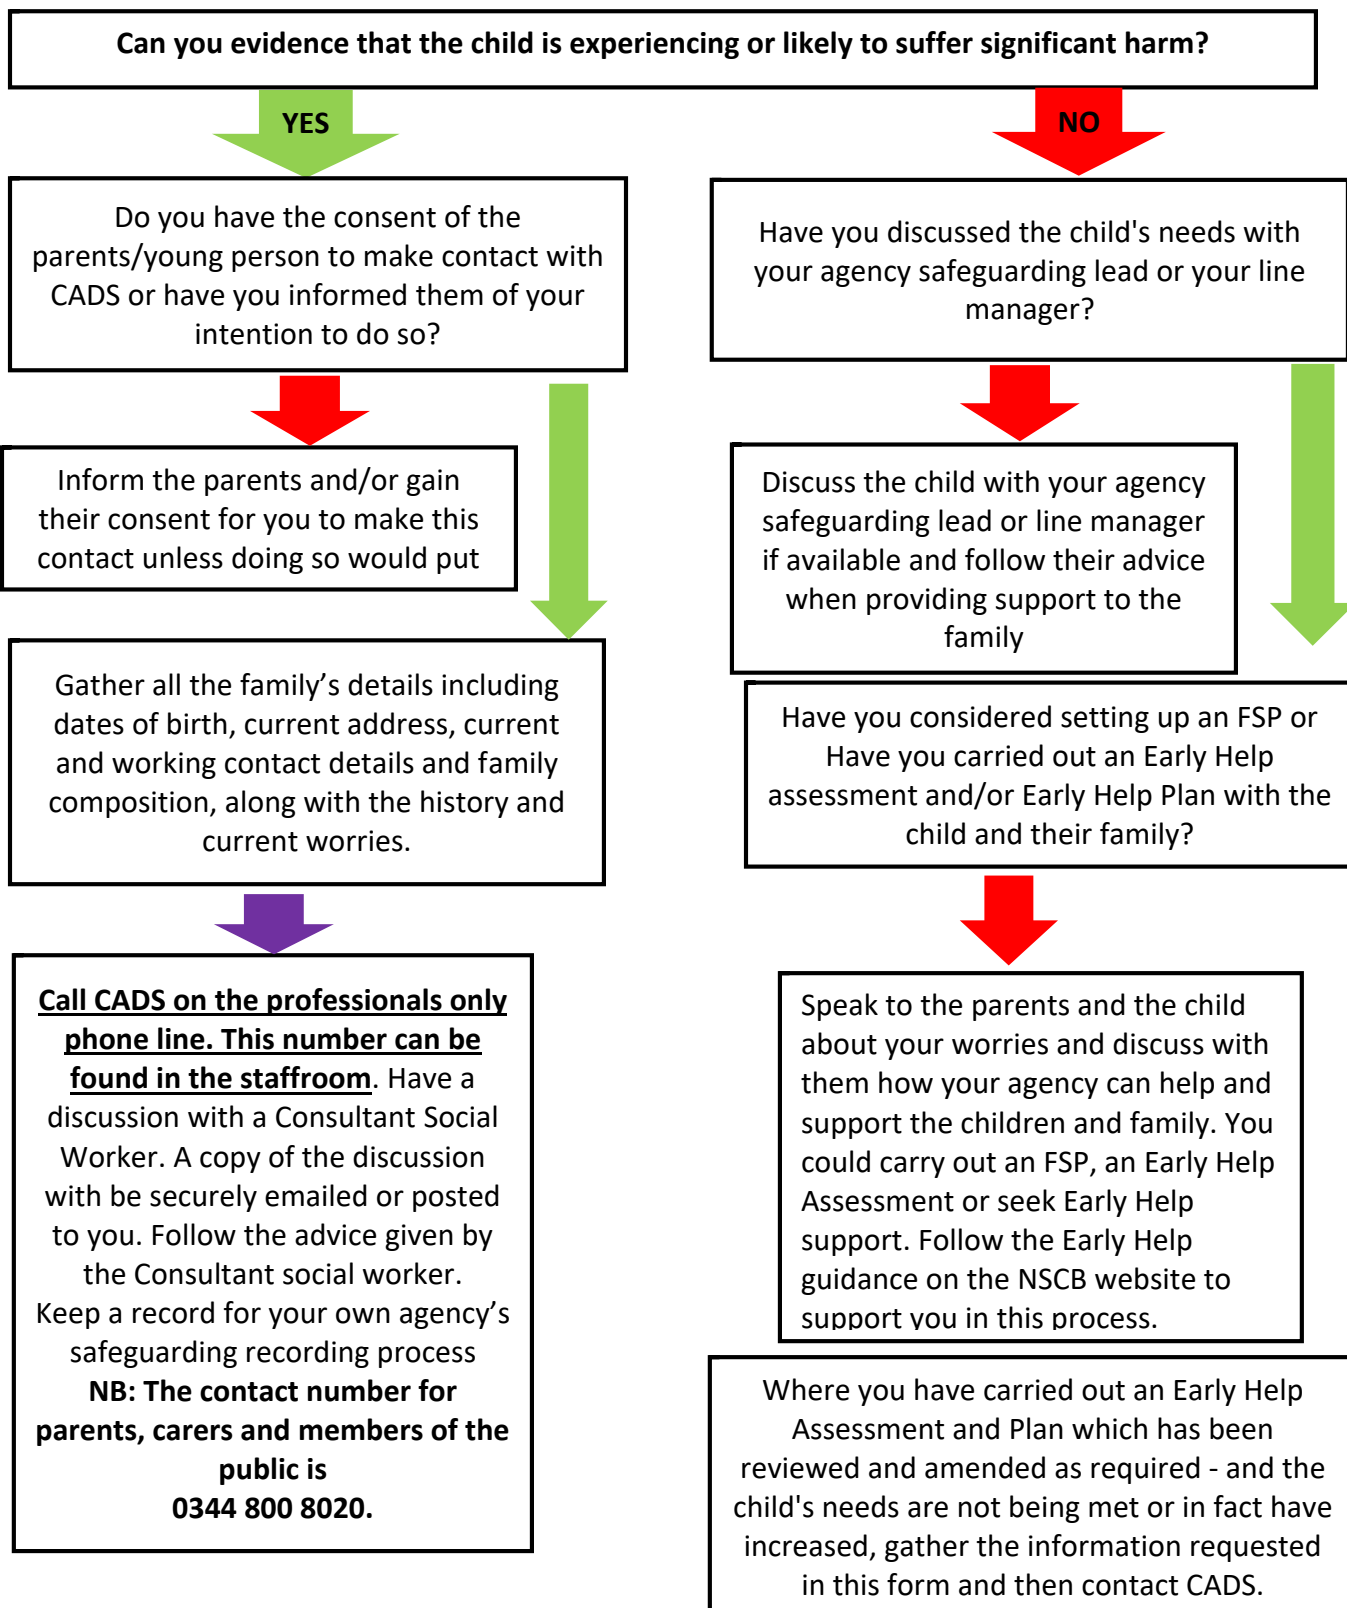 Can you evidence that the child is experiencing or likely to suffer significant harm?
YES
NO
Do you have the consent of the
parents/young person to make contact with
CADS or have you informed them of your
intention to do so?
Inform the parents and/or gain
their consent for you to make this
contact unless doing so would put
Gather all the family’s details including
dates of birth, current address, current
and working contact details and family
composition, along with the history and
current worries.
Call CADS on the professionals only
phone line. This number can be
found in the staffroom. Have a
discussion with a Consultant Social
Worker. A copy of the discussion
with be securely emailed or posted
to you. Follow the advice given by
the Consultant social worker.
Keep a record for your own agency’s
safeguarding recording process
NB: The contact number for
parents, carers and members of the
public is
0344 800 8020.
Have you discussed the child's needs with
your agency safeguarding lead or your line
manager?
Discuss the child with your agency
safeguarding lead or line manager
if available and follow their advice
when providing support to the
family
Have you considered setting up an FSP or
Have you carried out an Early Help
assessment and/or Early Help Plan with the
child and their family?
Speak to the parents and the child
about your worries and discuss with
them how your agency can help and
support the children and family. You
could carry out an FSP, an Early Help
Assessment or seek Early Help
support. Follow the Early Help
guidance on the NSCB website to
support you in this process.
Where you have carried out an Early Help
Assessment and Plan which has been
reviewed and amended as required - and the
child's needs are not being met or in fact have
increased, gather the information requested
in this form and then contact CADS.